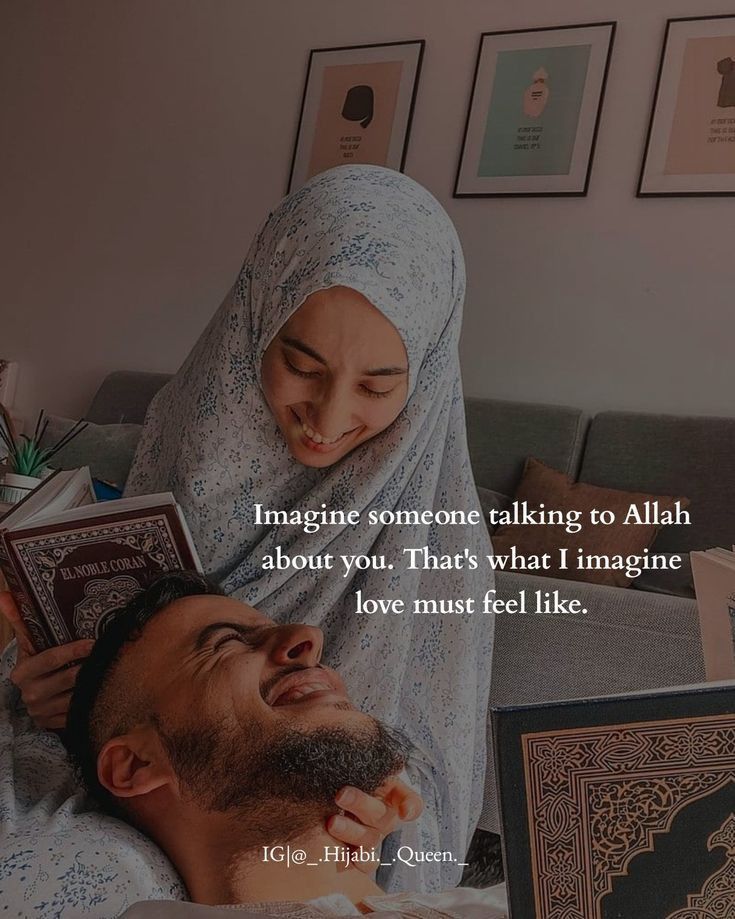 EL NOBLE CORAN
Imagine someone talking to Allah
about you. That's what I imagine
love must feel like.
IG|@_.Hijabi._.Queen._